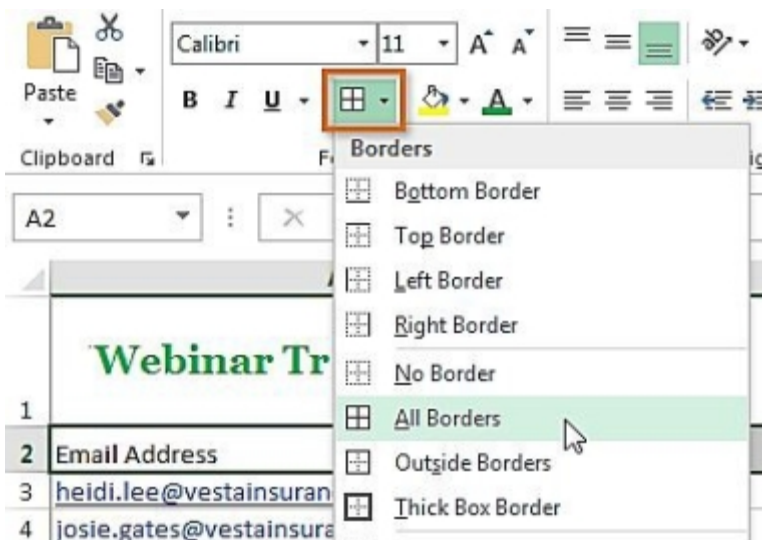 Calibri 11 A A
Paste B I U A
Clipboard
Borders
Bottom Border
A2
Top Border
Left Border
Right Border
Webinar Tr
No Border
1
All Borders
2 Email Address
Outside Borders
3 heidi.lee@vestainsuran
Thick Box Border
4 josie.gates@vestainsura